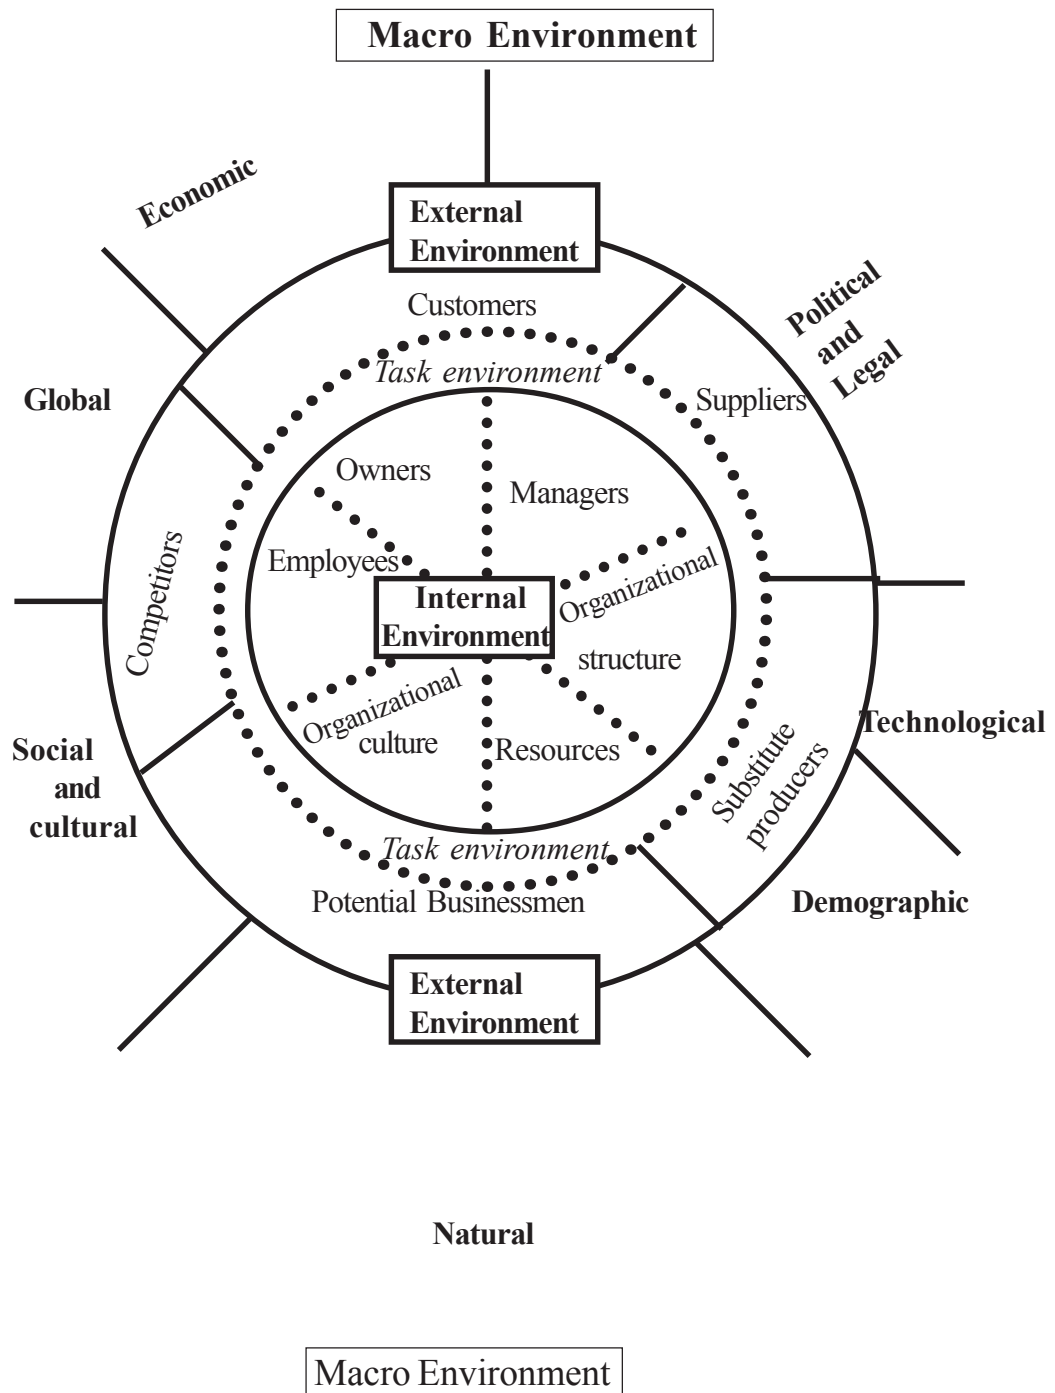 Macro Environment
Economic
External
Environment
Customers
Political
and
Legal
Task environment
Global
Suppliers
Owners
Managers
Employees
Organizational
structure
Internal
Environment
Competitors
Organizational
culture
Resources
Technological
Social
and
cultural
Substitute
producers
Task environment
Potential Businessmen
Demographic
External
Environment
Natural
Macro Environment